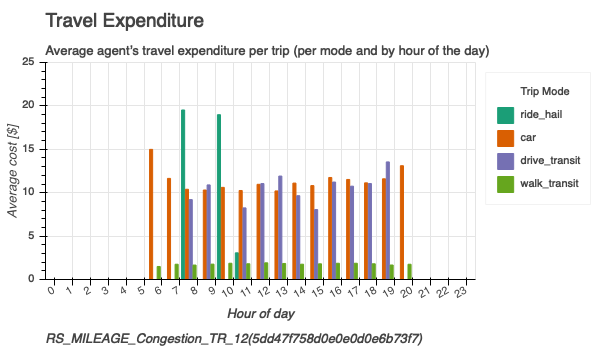 Travel Expenditure
Average agent's travel expenditure per trip (per mode and by hour of the day)
25
20
15
10
5
0
Average cost [$]
0 1 2 3 4 5 6 7 8 9 10 11 12 13 14 15 16 17 18 19 20 21 22 23
Hour of day
Trip Mode
ride_hail
car
drive_transit
walk_transit
RS_MILEAGE_Congestion_TR_12(5dd47f758d0e0e0d0e6b73f7)